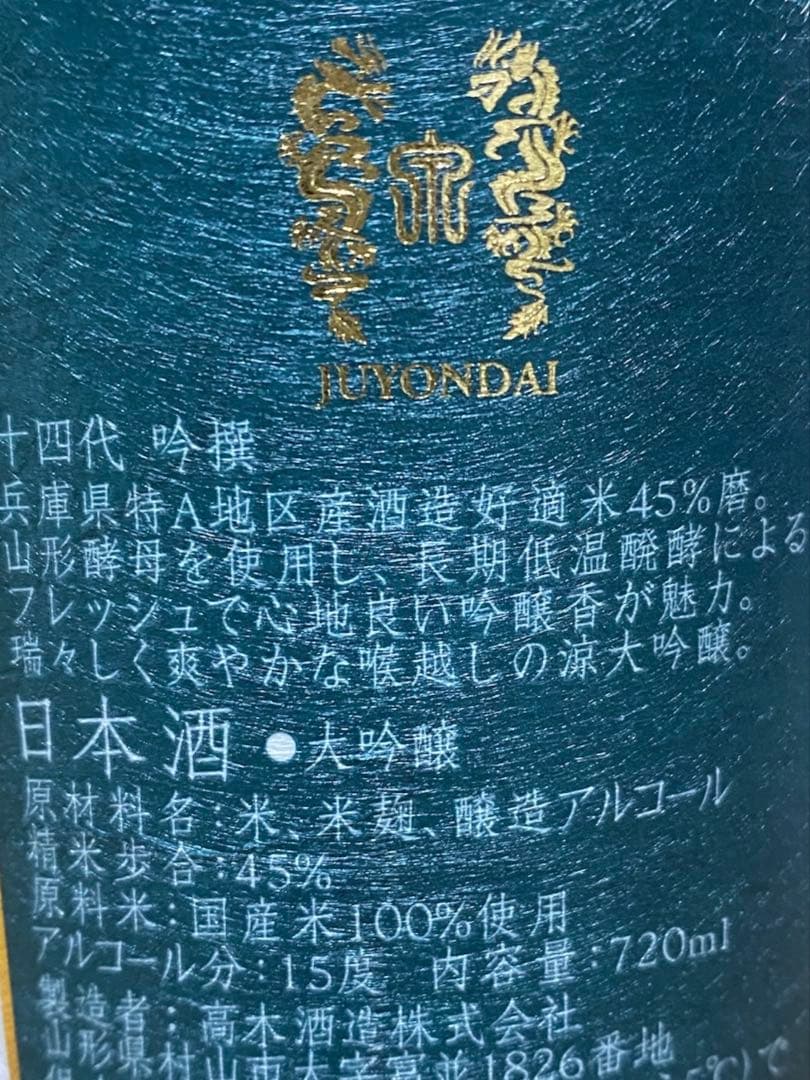 JUYONDAI
十四代 吟撰
兵庫県特A地区産酒造好適米45%磨。
山形酵母を使用し、長期低温醗酵による
フレッシュで心地良い吟醸香が魅力。
瑞々しく爽やかな喉越しの涼大吟醸。
日本酒 ●大吟醸
原材料名:米、米麹、醸造アルコール
精米歩合:45%
原料米:国産米100%使用
アルコール分:15度 内容量:720ml
製造者:高木酒造株式会社
山形県村山市大字富並1826番地
5℃)で